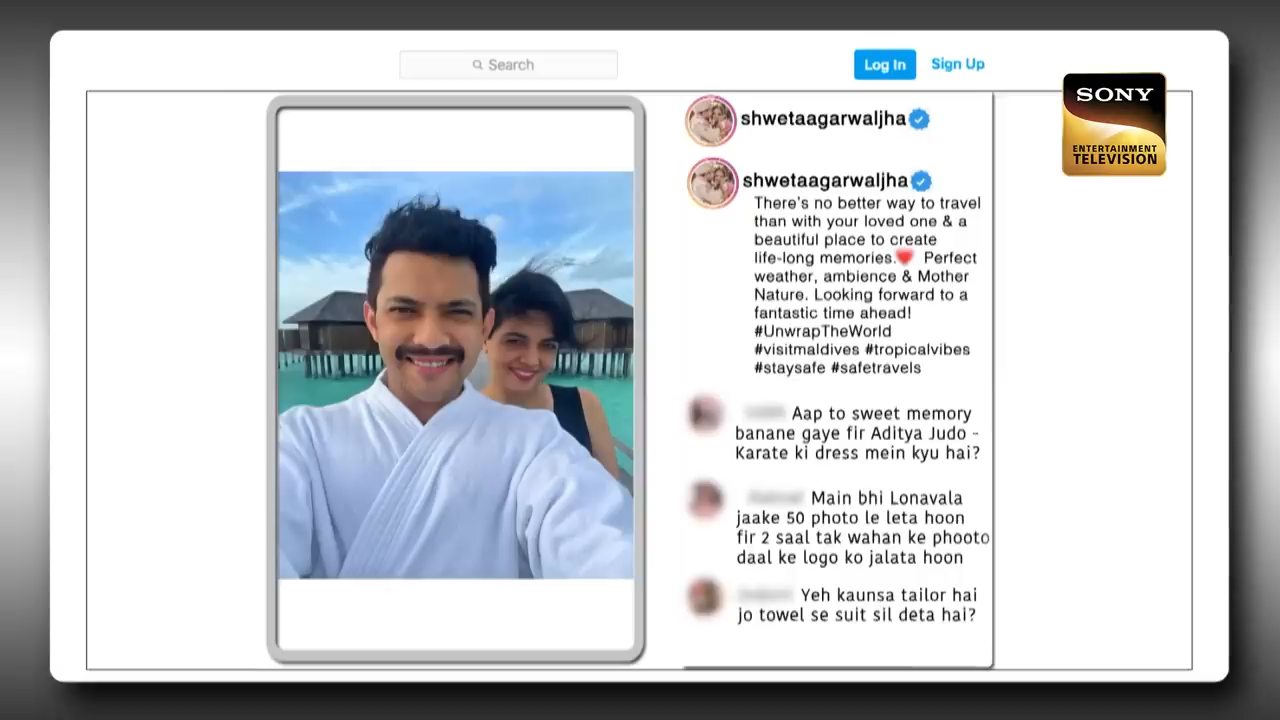 Search
Log In
Sign Up
SONY
ENTERTAINMENT
TELEVISION
shwetaagarwaljha
shwetaagarwaljha
There's no better way to travel
than with your loved one & a
beautiful place to create
life-long memories.❤️ Perfect
weather, ambience & Mother
Nature. Looking forward to a
fantastic time ahead!
#UnwrapTheWorld
#visitmaldives #tropicalvibes
#staysafe #safetravels
Aap to sweet memory
banane gaye fir Aditya Judo -
Karate ki dress mein kyu hai?
Main bhi Lonavala
jaake 50 photo le leta hoon
fir 2 saal tak wahan ke phooto
daal ke logo ko jalata hoon
Yeh kaunsa tailor hai
jo towel se suit sil deta hai?